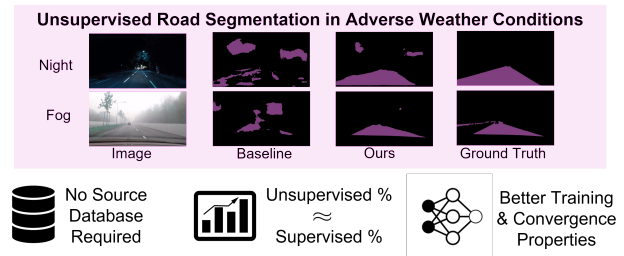 Unsupervised Road Segmentation in Adverse Weather Conditions
Night
Fog
Image Baseline Ours Ground Truth
No Source
Database
Required
Unsupervised %
≈
Supervised %
Better Training
& Convergence
Properties